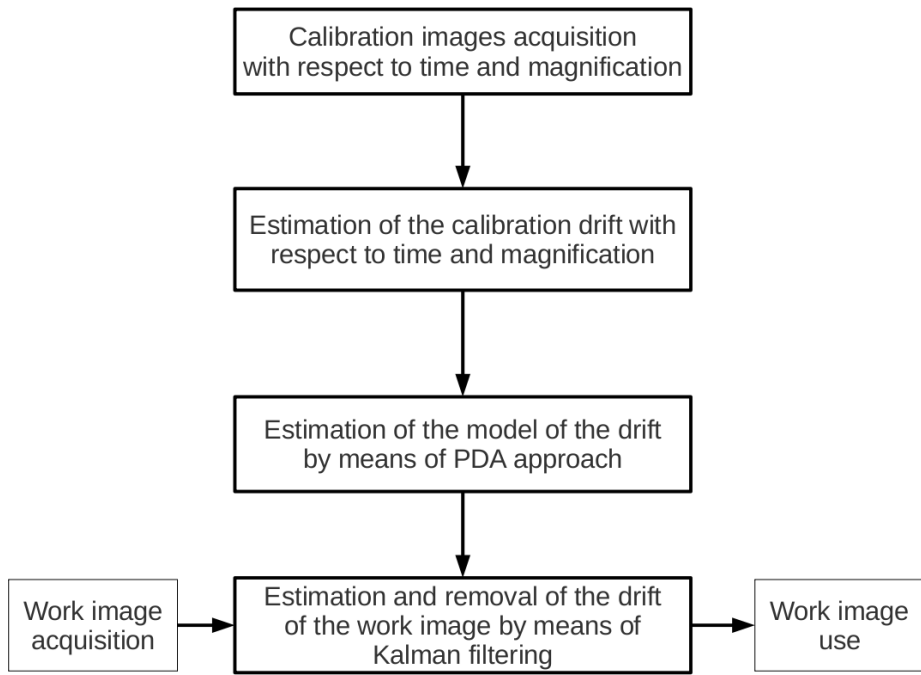 Calibration images acquisition
with respect to time and magnification
Estimation of the calibration drift with
respect to time and magnification
Estimation of the model of the drift
by means of PDA approach
Work image
acquisition
Estimation and removal of the drift
of the work image by means of
Kalman filtering
Work image
use